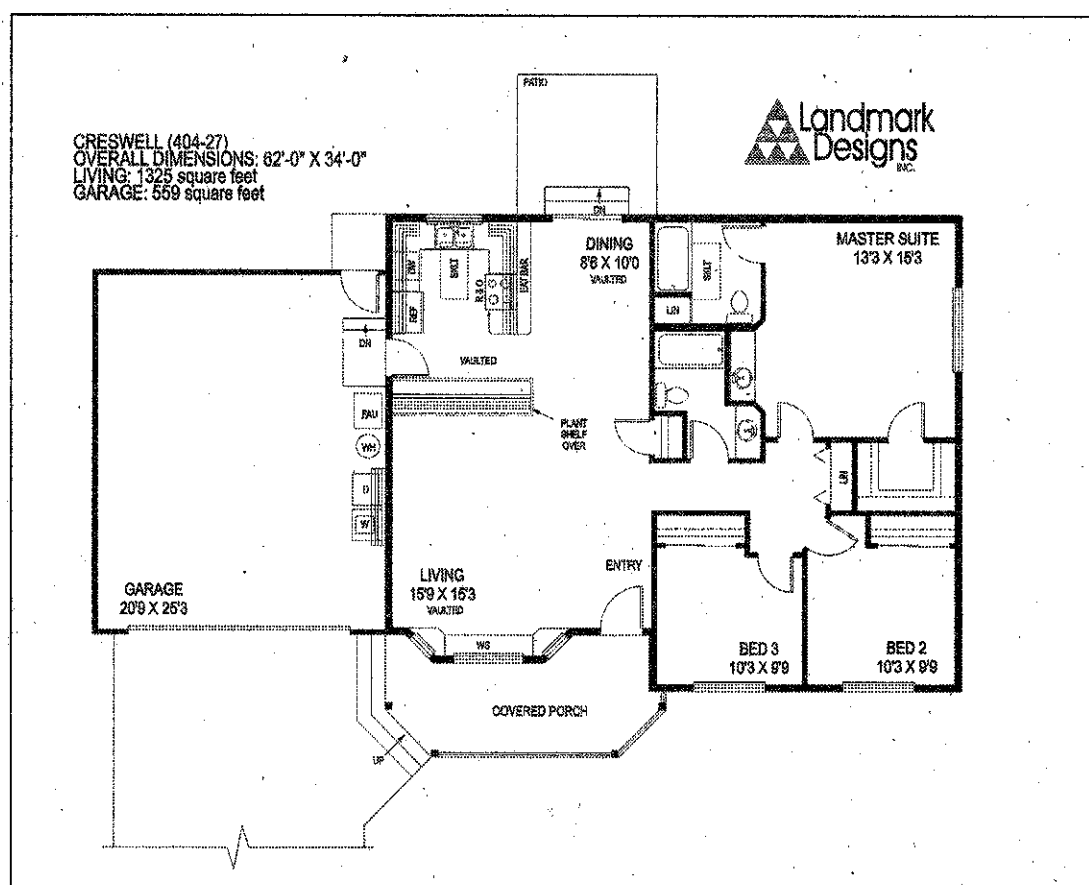 PATIO
Landmark
Designs
INC.
CRESWELL (404-27)
OVERALL DIMENSIONS: 62'-0" X 34'-0"
LIVING: 1325 square feet
GARAGE: 559 square feet
DN
DINING
8'6 X 10'0
VAULTED
MASTER SUITE
13'3 X 15'3
DW
SKLT
R&O
EAT BAR
REF
SKLT
LIN
DN
VAULTED
FAU
WH
PLANT
SHELF
OVER
D
W
LIN
ENTRY
GARAGE
20'9 X 25'3
LIVING
15'9 X 15'3
VAULTED
WS
BED 3
10'3 X 9'9
BED 2
10'3 X 9'9
COVERED PORCH
UP